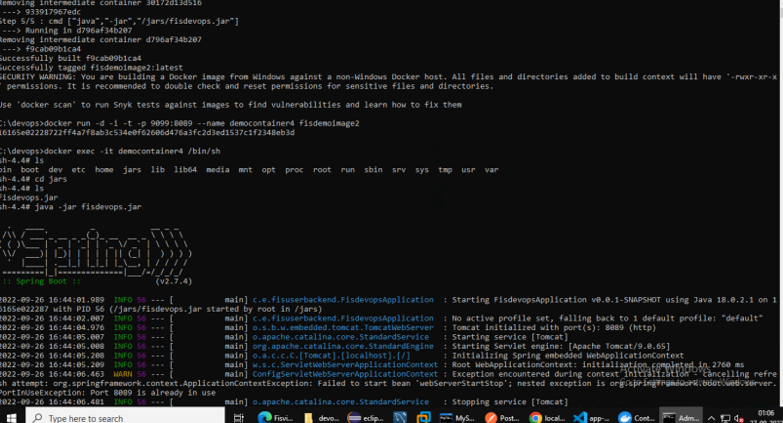 Removing intermediate container 30172d13d516
---> 933917967edc
Step 5/5 : cmd ["java","-jar","/jars/fisdevops.jar"]
---> Running in d796af34b207
Removing intermediate container d796af34b207
---> f9cab09b1ca4
Successfully built f9cab09b1ca4
Successfully tagged fisdemoimage2:latest
SECURITY WARNING: You are building a Docker image from Windows against a non-Windows Docker host. All files and directories added to build context will have '-rwxr-xr-x
' permissions. It is recommended to double check and reset permissions for sensitive files and directories.
Use 'docker scan' to run Snyk tests against images to find vulnerabilities and learn how to fix them
C:\devops>docker run -d -i -t -p 9099:8089 --name democontainer4 fisdemoimage2
16165e02228722ff4a7f8ab3c534e0f62606d476a3fc2d3ed1537c1f2348eb3d
C:\devops>docker exec -it democontainer4 /bin/sh
sh-4.4# ls
bin boot dev etc home jars lib lib64 media mnt opt proc root run sbin srv sys tmp usr var
sh-4.4# cd jars
sh-4.4# ls
fisdevops.jar
sh-4.4# java -jar fisdevops.jar
:: Spring Boot :: (v2.7.4)
2022-09-26 16:44:01.989 INFO 56 --- [ main] c.e.fisuserbackend.FisdevopsApplication : Starting FisdevopsApplication v0.0.1-SNAPSHOT using Java 18.0.2.1 on 1
6165e022287 with PID 56 (/jars/fisdevops.jar started by root in /jars)
2022-09-26 16:44:02.007 INFO 56 --- [ main] c.e.fisuserbackend.FisdevopsApplication : No active profile set, falling back to 1 default profile: "default"
2022-09-26 16:44:04.976 INFO 56 --- [ main] o.s.b.w.embedded.tomcat.TomcatWebServer : Tomcat initialized with port(s): 8089 (http)
2022-09-26 16:44:05.007 INFO 56 --- [ main] o.apache.catalina.core.StandardService : Starting service [Tomcat]
2022-09-26 16:44:05.008 INFO 56 --- [ main] org.apache.catalina.core.StandardEngine : Starting Servlet engine: [Apache Tomcat/9.0.65]
2022-09-26 16:44:05.208 INFO 56 --- [ main] o.a.c.c.C.[Tomcat].[localhost].[/] : Initializing Spring embedded WebApplicationContext
2022-09-26 16:44:05.209 INFO 56 --- [ main] w.s.c.ServletWebServerApplicationContext : Root WebApplicationContext: initialization completed in 2760 ms
2022-09-26 16:44:06.463 WARN 56 --- [ main] ConfigServletWebServerApplicationContext : Exception encountered during context initialization - cancelling refre
sh attempt: org.springframework.context.ApplicationContextException: Failed to start bean 'webServerStartStop'; nested exception is org.springframework.boot.web.server.
PortInUseException: Port 8089 is already in use
2022-09-26 16:44:06.481 INFO 56 --- [ main] o.apache.catalina.core.StandardService : Stopping service [Tomcat]
Type here to search
Fisvi...
devo...
eclip...
MyS...
Post...
local...
app-...
Cont...
Adm...
01:06